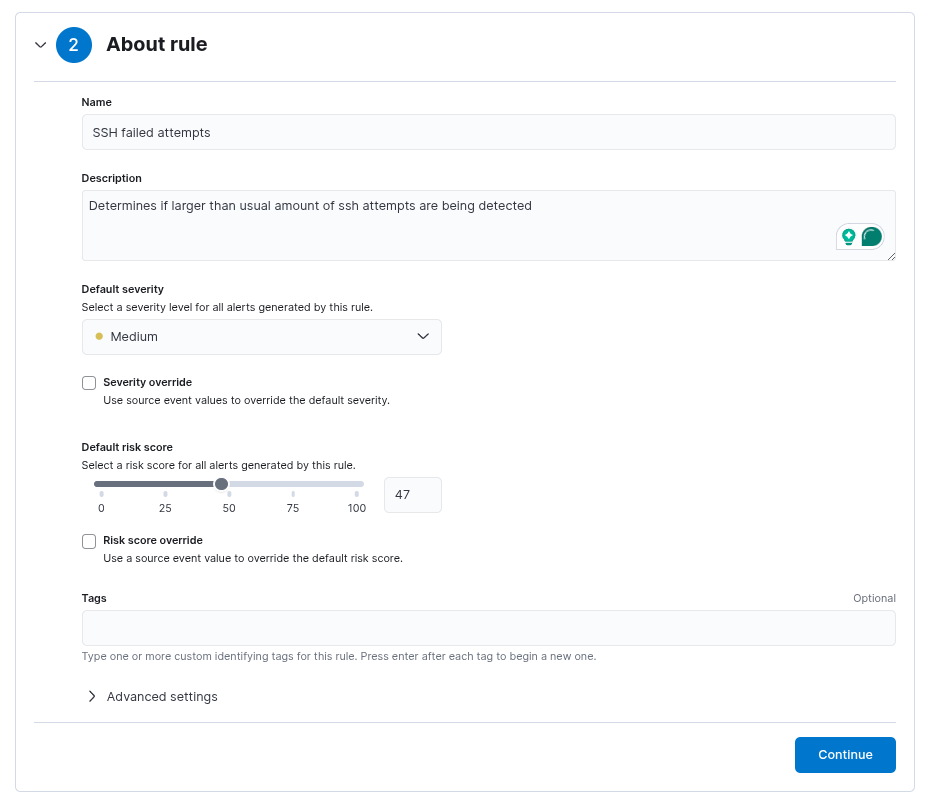 2 About rule
Name
SSH failed attempts
Description
Determines if larger than usual amount of ssh attempts are being detected
Default severity
Select a severity level for all alerts generated by this rule.
Medium
Severity override
Use source event values to override the default severity.
Default risk score
Select a risk score for all alerts generated by this rule.
47
0 25 50 75 100
Risk score override
Use a source event value to override the default risk score.
Tags Optional
Type one or more custom identifying tags for this rule. Press enter after each tag to begin a new one.
Advanced settings
Continue